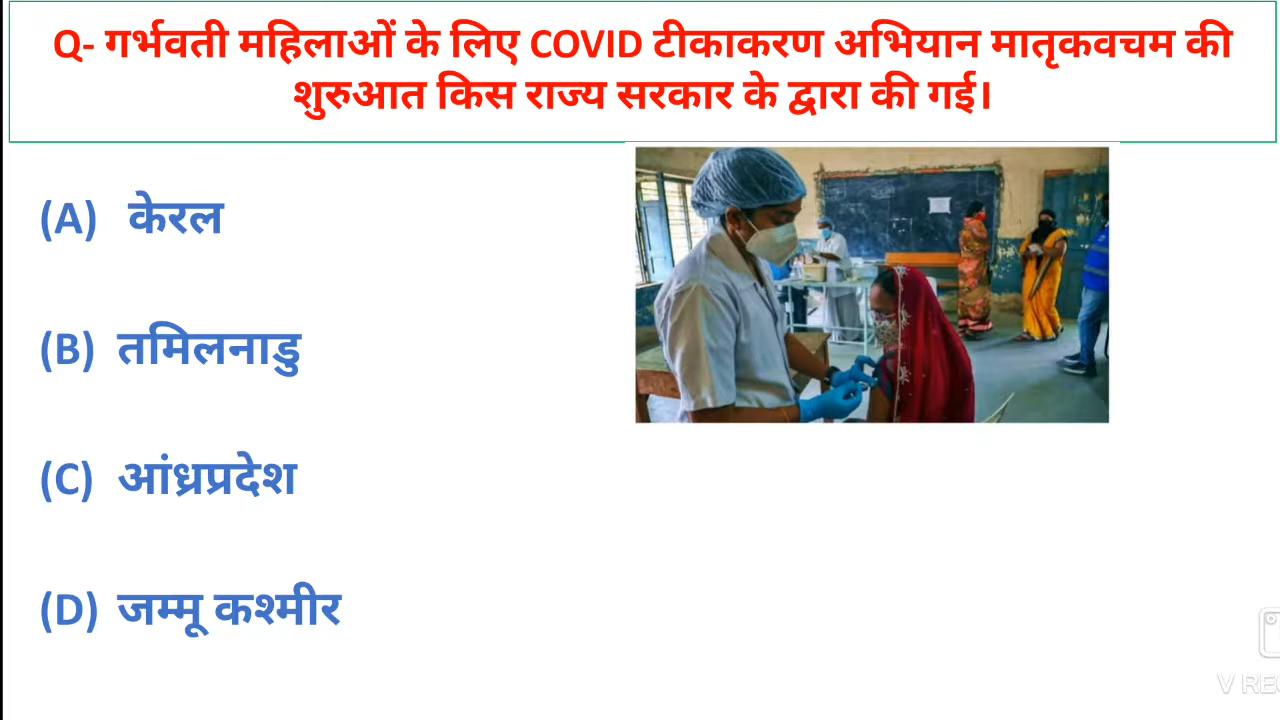 Q- गर्भवती महिलाओं के लिए COVID टीकाकरण अभियान मातृकवचम की
शुरुआत किस राज्य सरकार के द्वारा की गई।
(A) केरल
(B) तमिलनाडु
(C) आंध्रप्रदेश
(D) जम्मू कश्मीर